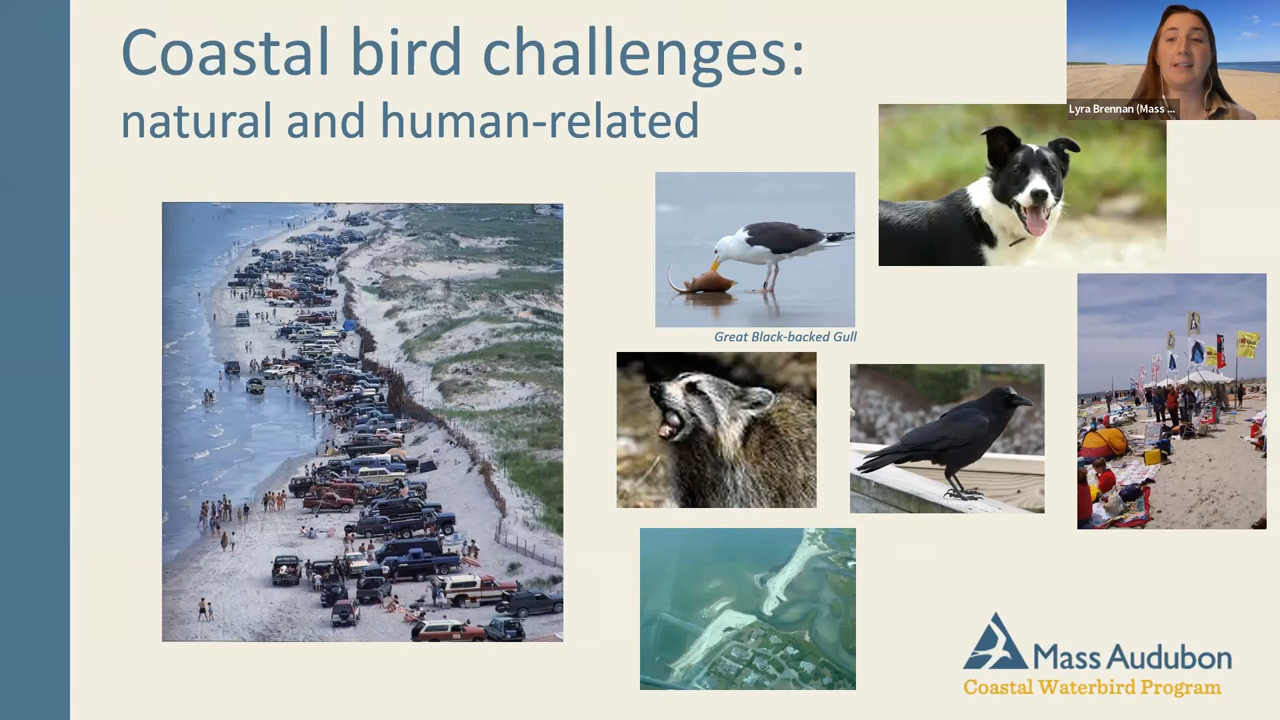 Coastal bird challenges:
natural and human-related
Lyra Brennan (Mass ...
Great Black-backed Gull
Mass Audubon
Coastal Waterbird Program